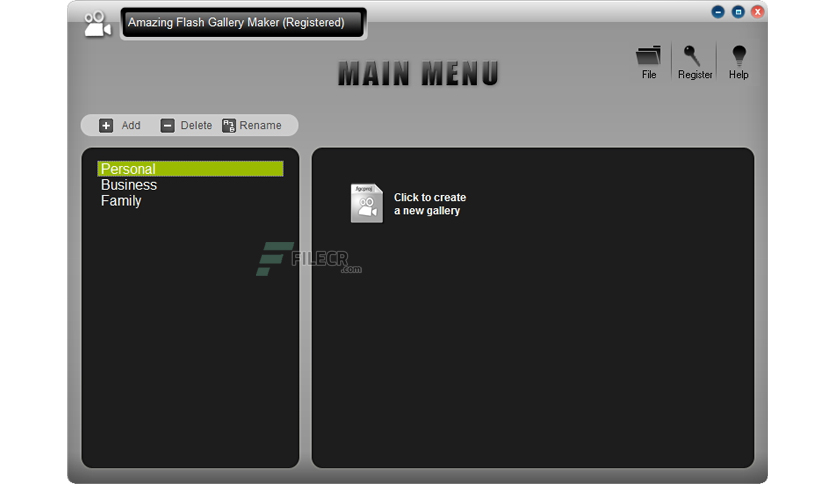 Amazing Flash Gallery Maker (Registered)
MAIN MENU
File
Register
Help
Add
Delete
Rename
Personal
Business
Family
.fgcproj
Click to create
a new gallery
FILECR
.com